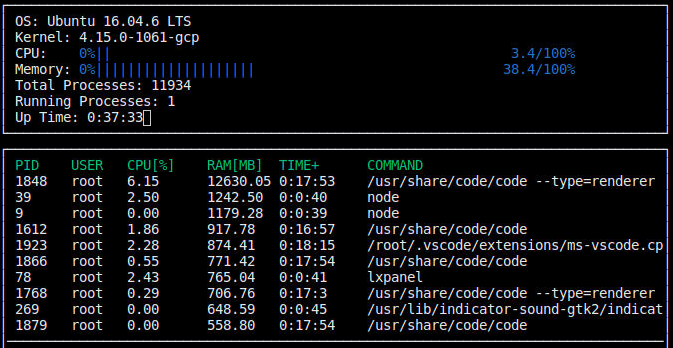 OS: Ubuntu 16.04.6 LTS
Kernel: 4.15.0-1061-gcp
CPU: 0%|| 3.4/100%
Memory: 0%|||||||||||||||||||| 38.4/100%
Total Processes: 11934
Running Processes: 1
Up Time: 0:37:33
PID USER CPU[%] RAM[MB] TIME+ COMMAND
1848 root 6.15 12630.05 0:17:53 /usr/share/code/code --type=renderer
39 root 2.50 1242.50 0:0:40 node
9 root 0.00 1179.28 0:0:39 node
1612 root 1.86 917.78 0:16:57 /usr/share/code/code
1923 root 2.28 874.41 0:18:15 /root/.vscode/extensions/ms-vscode.cp
1866 root 0.55 771.42 0:17:54 /usr/share/code/code
78 root 2.43 765.04 0:0:41 lxpanel
1768 root 0.29 706.76 0:17:3 /usr/share/code/code --type=renderer
269 root 0.00 648.59 0:0:45 /usr/lib/indicator-sound-gtk2/indicat
1879 root 0.00 558.80 0:17:54 /usr/share/code/code